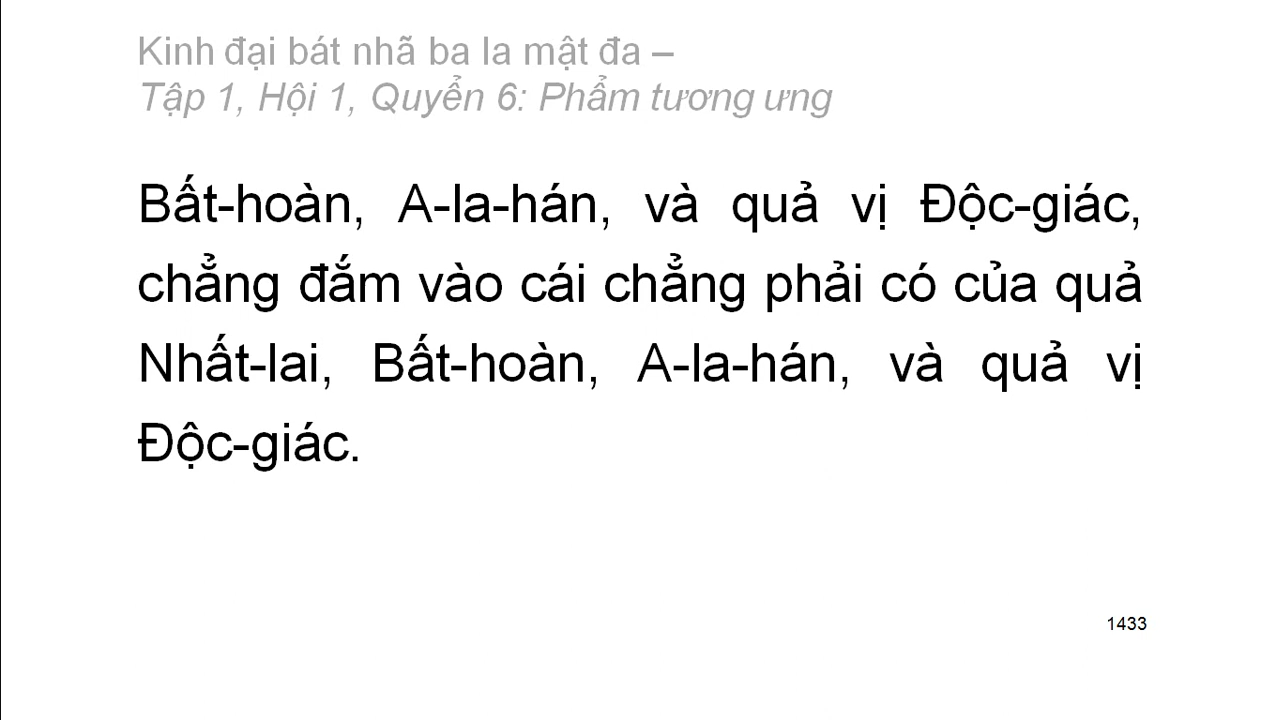 Kinh đại bát nhã ba la mật đa –
Tập 1, Hội 1, Quyển 6: Phẩm tương ưng
Bất-hoàn, A-la-hán, và quả vị Độc-giác,
chẳng đắm vào cái chẳng phải có của quả
Nhất-lai, Bất-hoàn, A-la-hán, và quả vị
Độc-giác.
1433